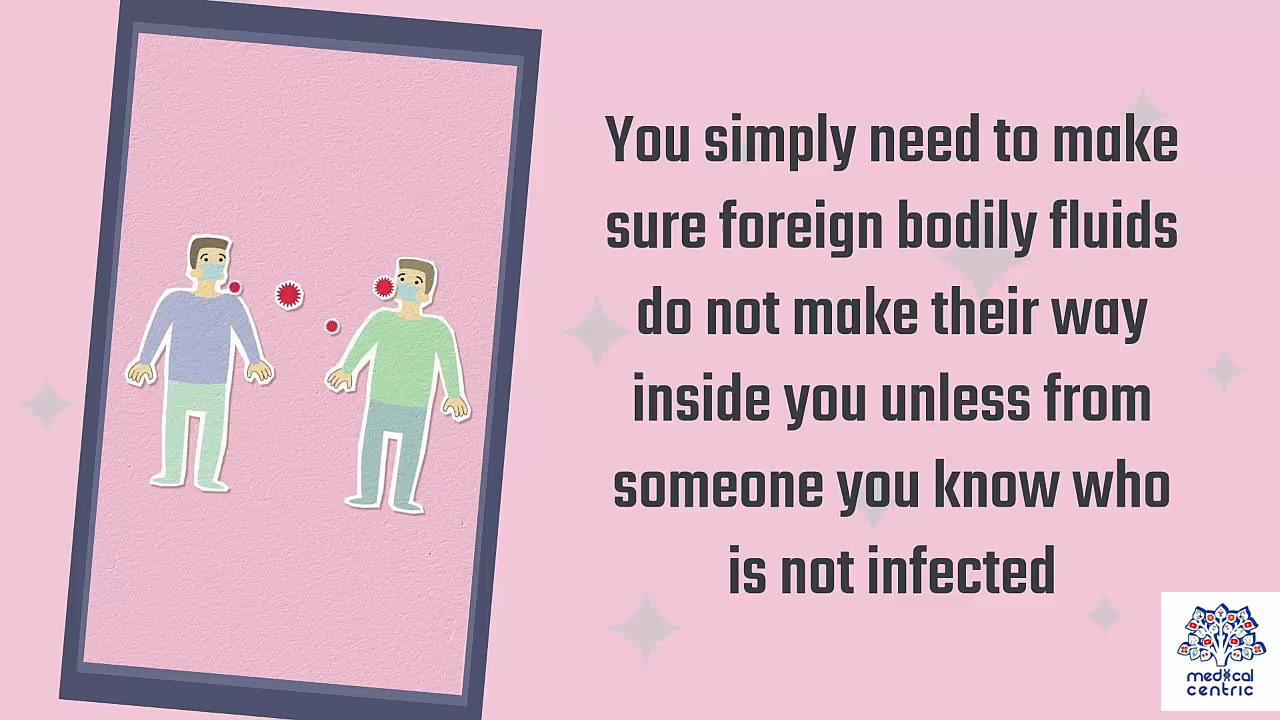 You simply need to make
sure foreign bodily fluids
do not make their way
inside you unless from
someone you know who
is not infected
medical
centric